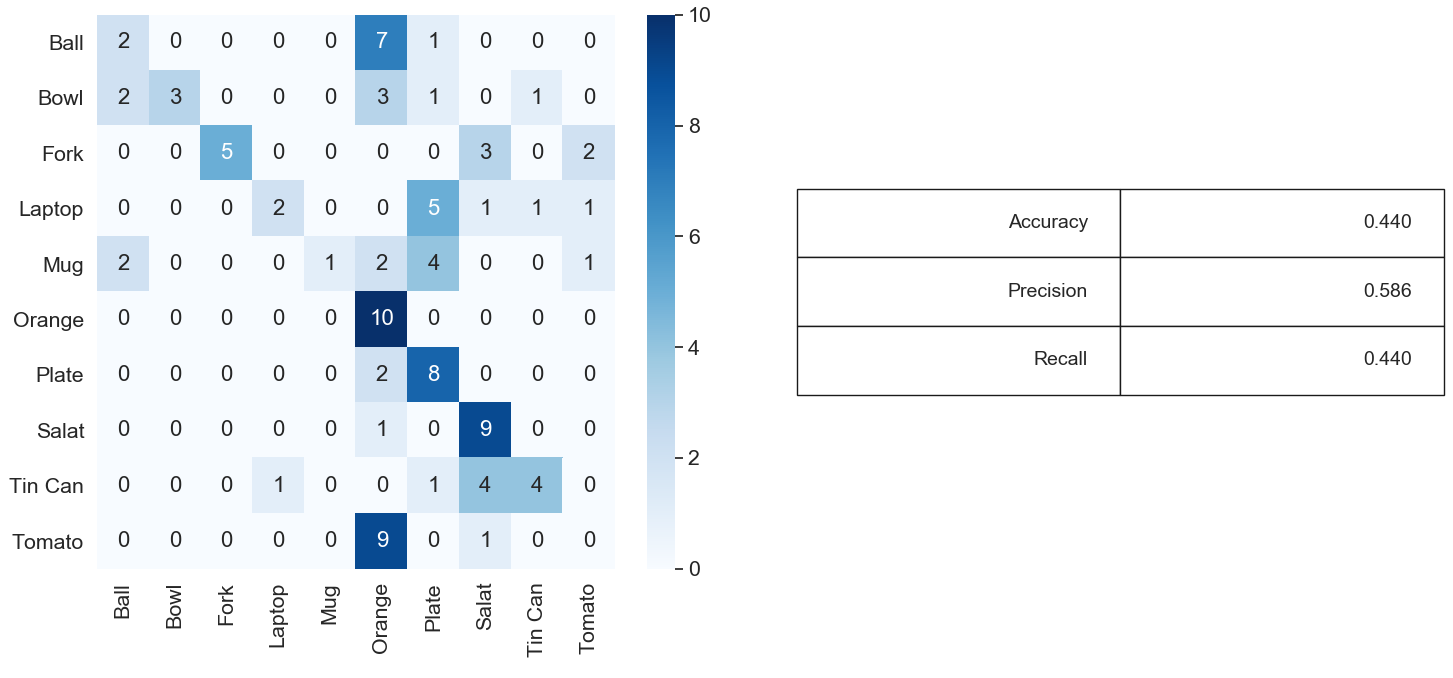 Ball 2 0 0 0 0 7 1 0 0 0
Bowl 2 3 0 0 0 3 1 0 1 0
Fork 0 0 5 0 0 0 0 3 0 2
Laptop 0 0 0 2 0 0 5 1 1 1
Mug 2 0 0 0 1 2 4 0 0 1
Orange 0 0 0 0 0 10 0 0 0 0
Plate 0 0 0 0 0 2 8 0 0 0
Salat 0 0 0 0 0 1 0 9 0 0
Tin Can 0 0 0 1 0 0 1 4 4 0
Tomato 0 0 0 0 0 9 0 1 0 0
Ball Bowl Fork Laptop Mug Orange Plate Salat Tin Can Tomato
10
8
6
4
2
0
Accuracy 0.440
Precision 0.586
Recall 0.440